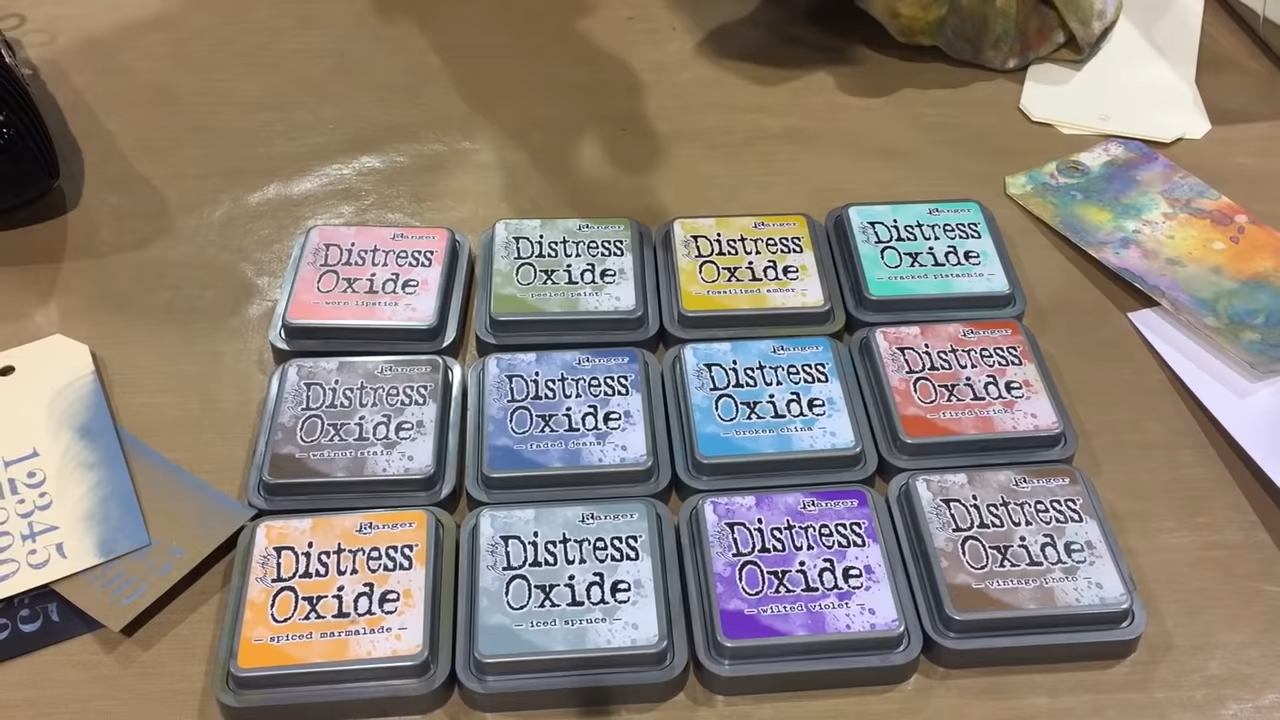 Ranger
Distress
Oxide
— worn lipstick —
Ranger
Distress
Oxide
— peeled paint —
Ranger
Distress
Oxide
— fossilized amber —
Ranger
Distress
Oxide
— cracked pistachio —
Ranger
Distress
Oxide
— walnut stain —
Ranger
Distress
Oxide
— faded jeans —
Ranger
Distress
Oxide
— broken china —
Ranger
Distress
Oxide
— fired brick —
Ranger
Distress
Oxide
— spiced marmalade —
Ranger
Distress
Oxide
— iced spruce —
Ranger
Distress
Oxide
— wilted violet —
Ranger
Distress
Oxide
— vintage photo —
12345